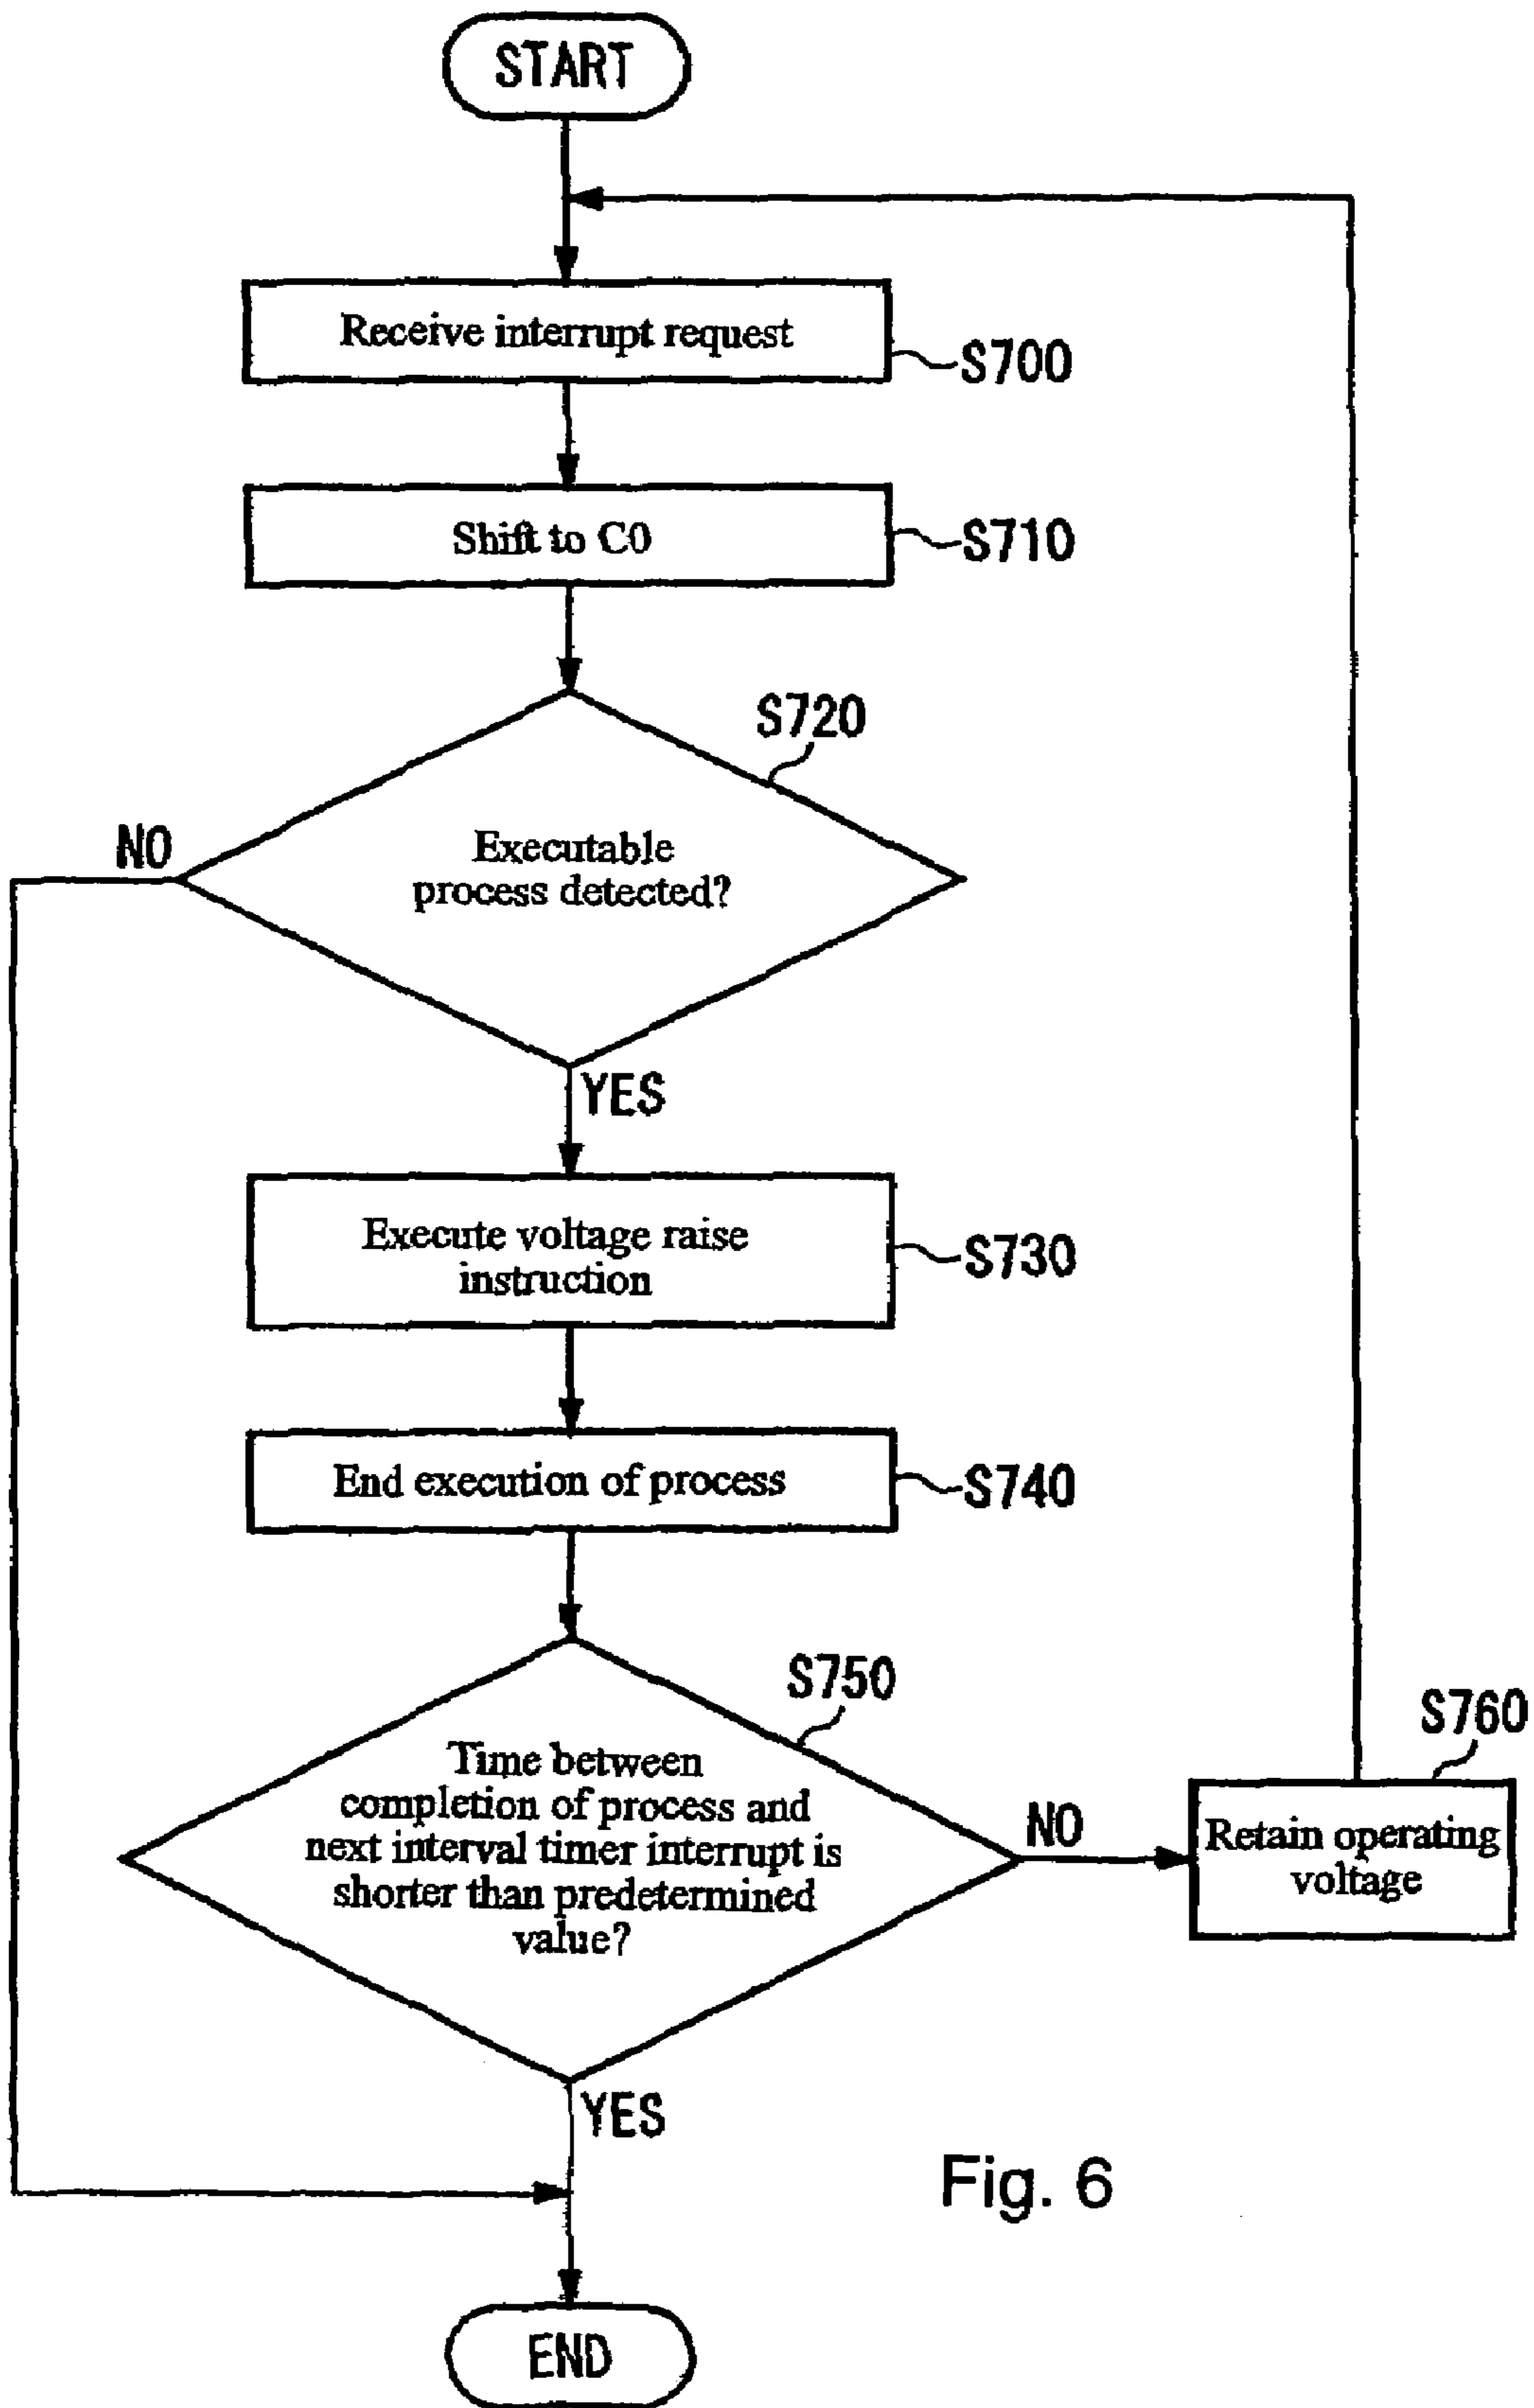 START
Receive interrupt request
S700
Shift to C0
S710
S720
NO
Executable
process detected?
YES
Execute voltage raise
instruction
S730
End execution of process
S740
S750
S760
Time between
completion of process and
next interval timer interrupt is
shorter than predetermined
value?
NO
Retain operating
voltage
YES
Fig. 6
END